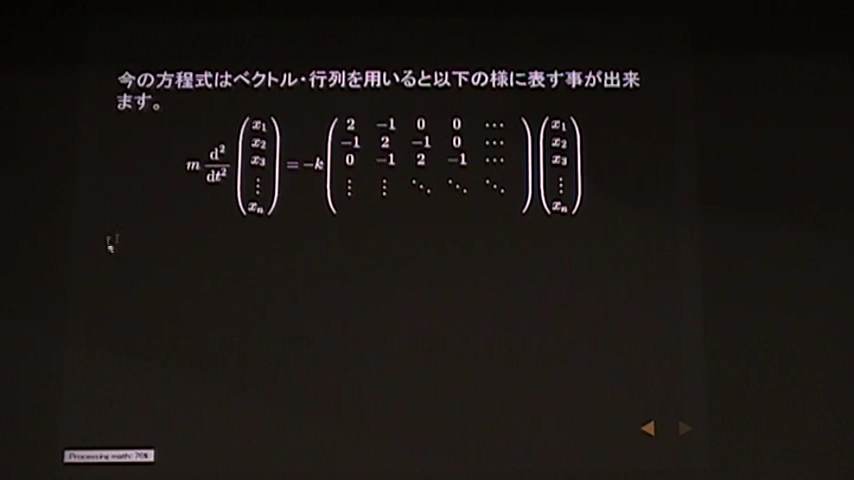 今の方程式はベクトル・行列を用いると以下の様に表す事が出来
ます。
m d²/dt² (x₁ x₂ x₃ ⋮ xₙ) = −k (2 −1 0 0 ⋯
−1 2 −1 0 ⋯
0 −1 2 −1 ⋯
⋮ ⋮ ⋱ ⋱ ⋱) (x₁ x₂ x₃ ⋮ xₙ)
Processing math: 76%